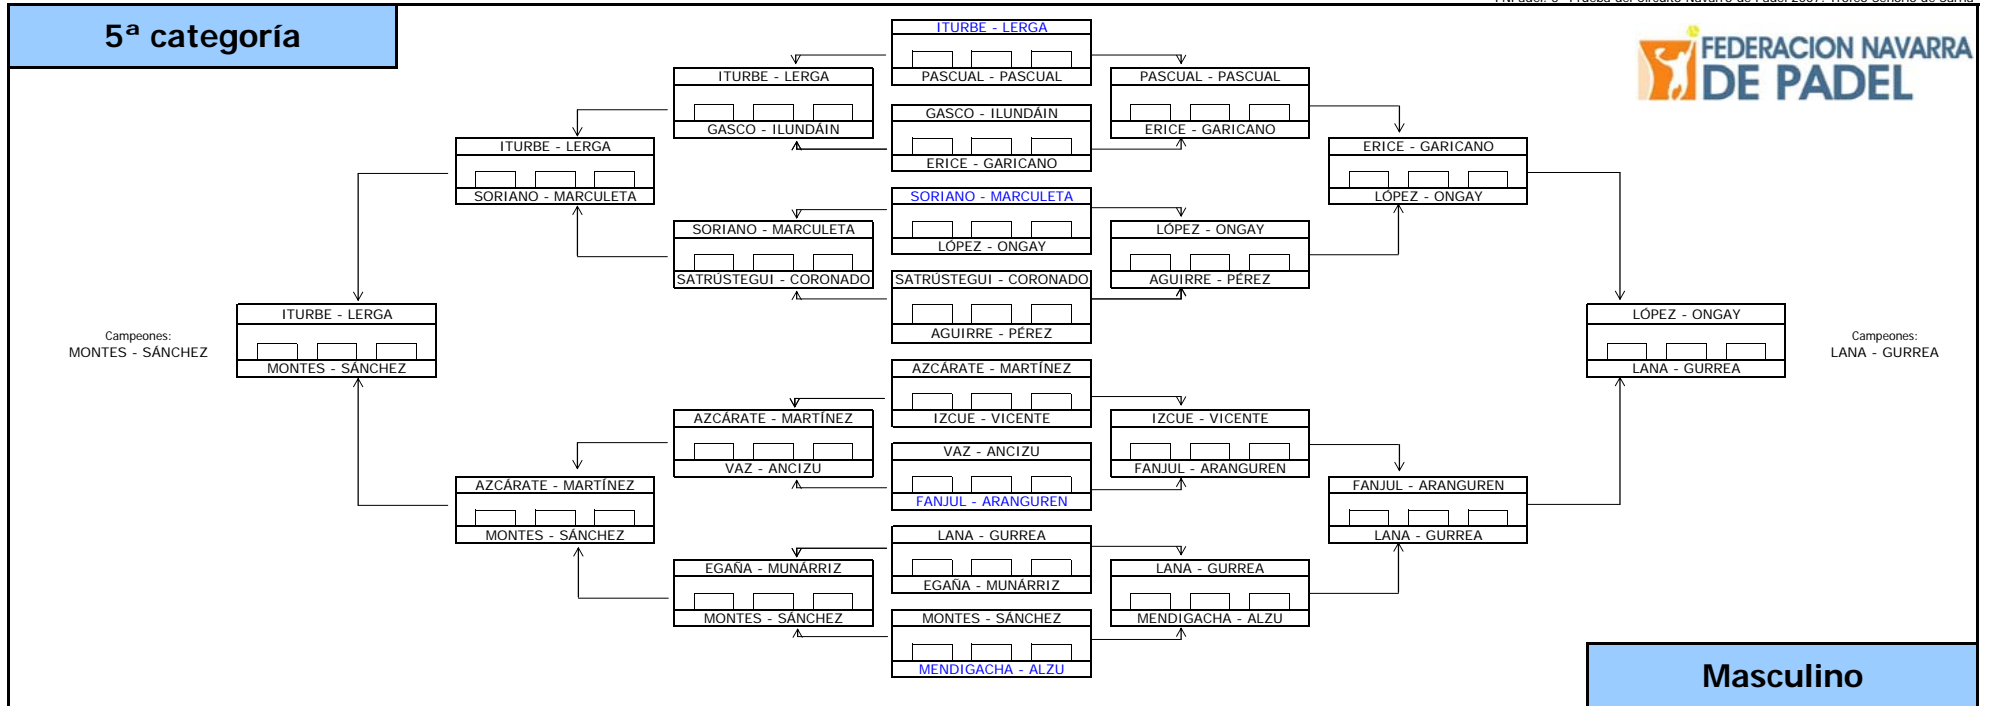 5ª categoría
FEDERACION NAVARRA
DE PADEL
ITURBE - LERGA
PASCUAL - PASCUAL
GASCO - ILUNDÁIN
ERICE - GARICANO
SORIANO - MARCULETA
LÓPEZ - ONGAY
SATRÚSTEGUI - CORONADO
AGUIRRE - PÉREZ
AZCÁRATE - MARTÍNEZ
IZCUE - VICENTE
VAZ - ANCIZU
FANJUL - ARANGUREN
LANA - GURREA
EGAÑA - MUNÁRRIZ
MONTES - SÁNCHEZ
MENDIGACHA - ALZU
ITURBE - LERGA
GASCO - ILUNDÁIN
SORIANO - MARCULETA
SATRÚSTEGUI - CORONADO
AZCÁRATE - MARTÍNEZ
VAZ - ANCIZU
EGAÑA - MUNÁRRIZ
MONTES - SÁNCHEZ
ITURBE - LERGA
SORIANO - MARCULETA
AZCÁRATE - MARTÍNEZ
MONTES - SÁNCHEZ
ITURBE - LERGA
MONTES - SÁNCHEZ
Campeones:
MONTES - SÁNCHEZ
PASCUAL - PASCUAL
ERICE - GARICANO
LÓPEZ - ONGAY
AGUIRRE - PÉREZ
IZCUE - VICENTE
FANJUL - ARANGUREN
LANA - GURREA
MENDIGACHA - ALZU
ERICE - GARICANO
LÓPEZ - ONGAY
FANJUL - ARANGUREN
LANA - GURREA
LÓPEZ - ONGAY
LANA - GURREA
Campeones:
LANA - GURREA
Masculino